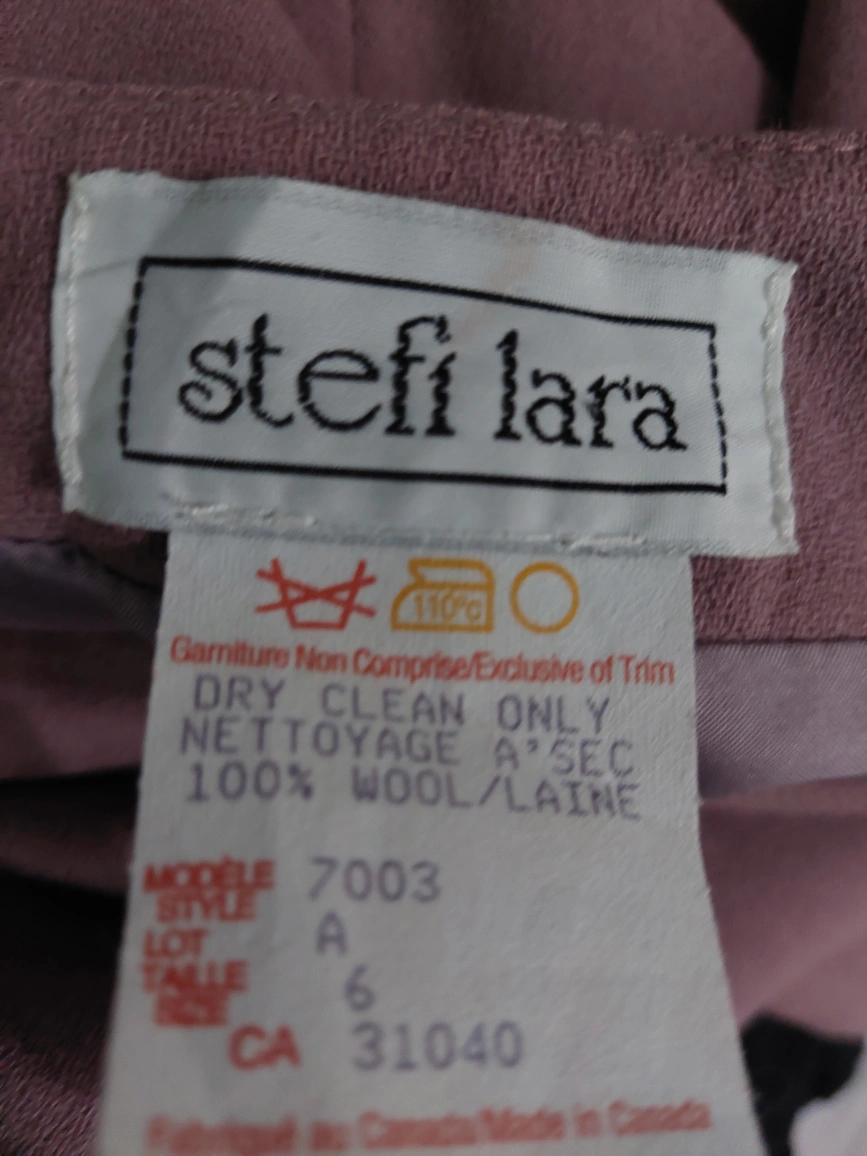 stefi lara
110°C
Garniture Non Comprise/Exclusive of Trim
DRY CLEAN ONLY
NETTOYAGE A'SEC
100% WOOL/LAINE
MODÈLE 7003
STYLE
LOT A
TAILLE 6
SIZE
CA 31040
Fabriqué au Canada/Made in Canada